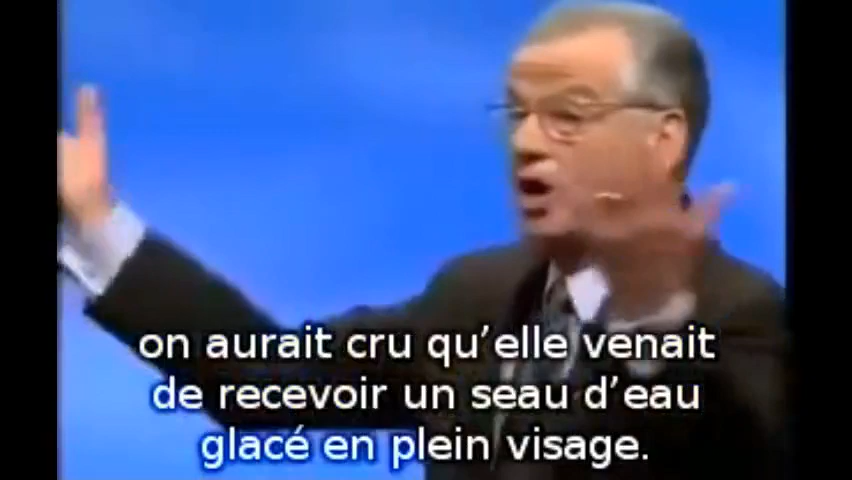 on aurait cru qu’elle venait
de recevoir un seau d’eau
glacé en plein visage.